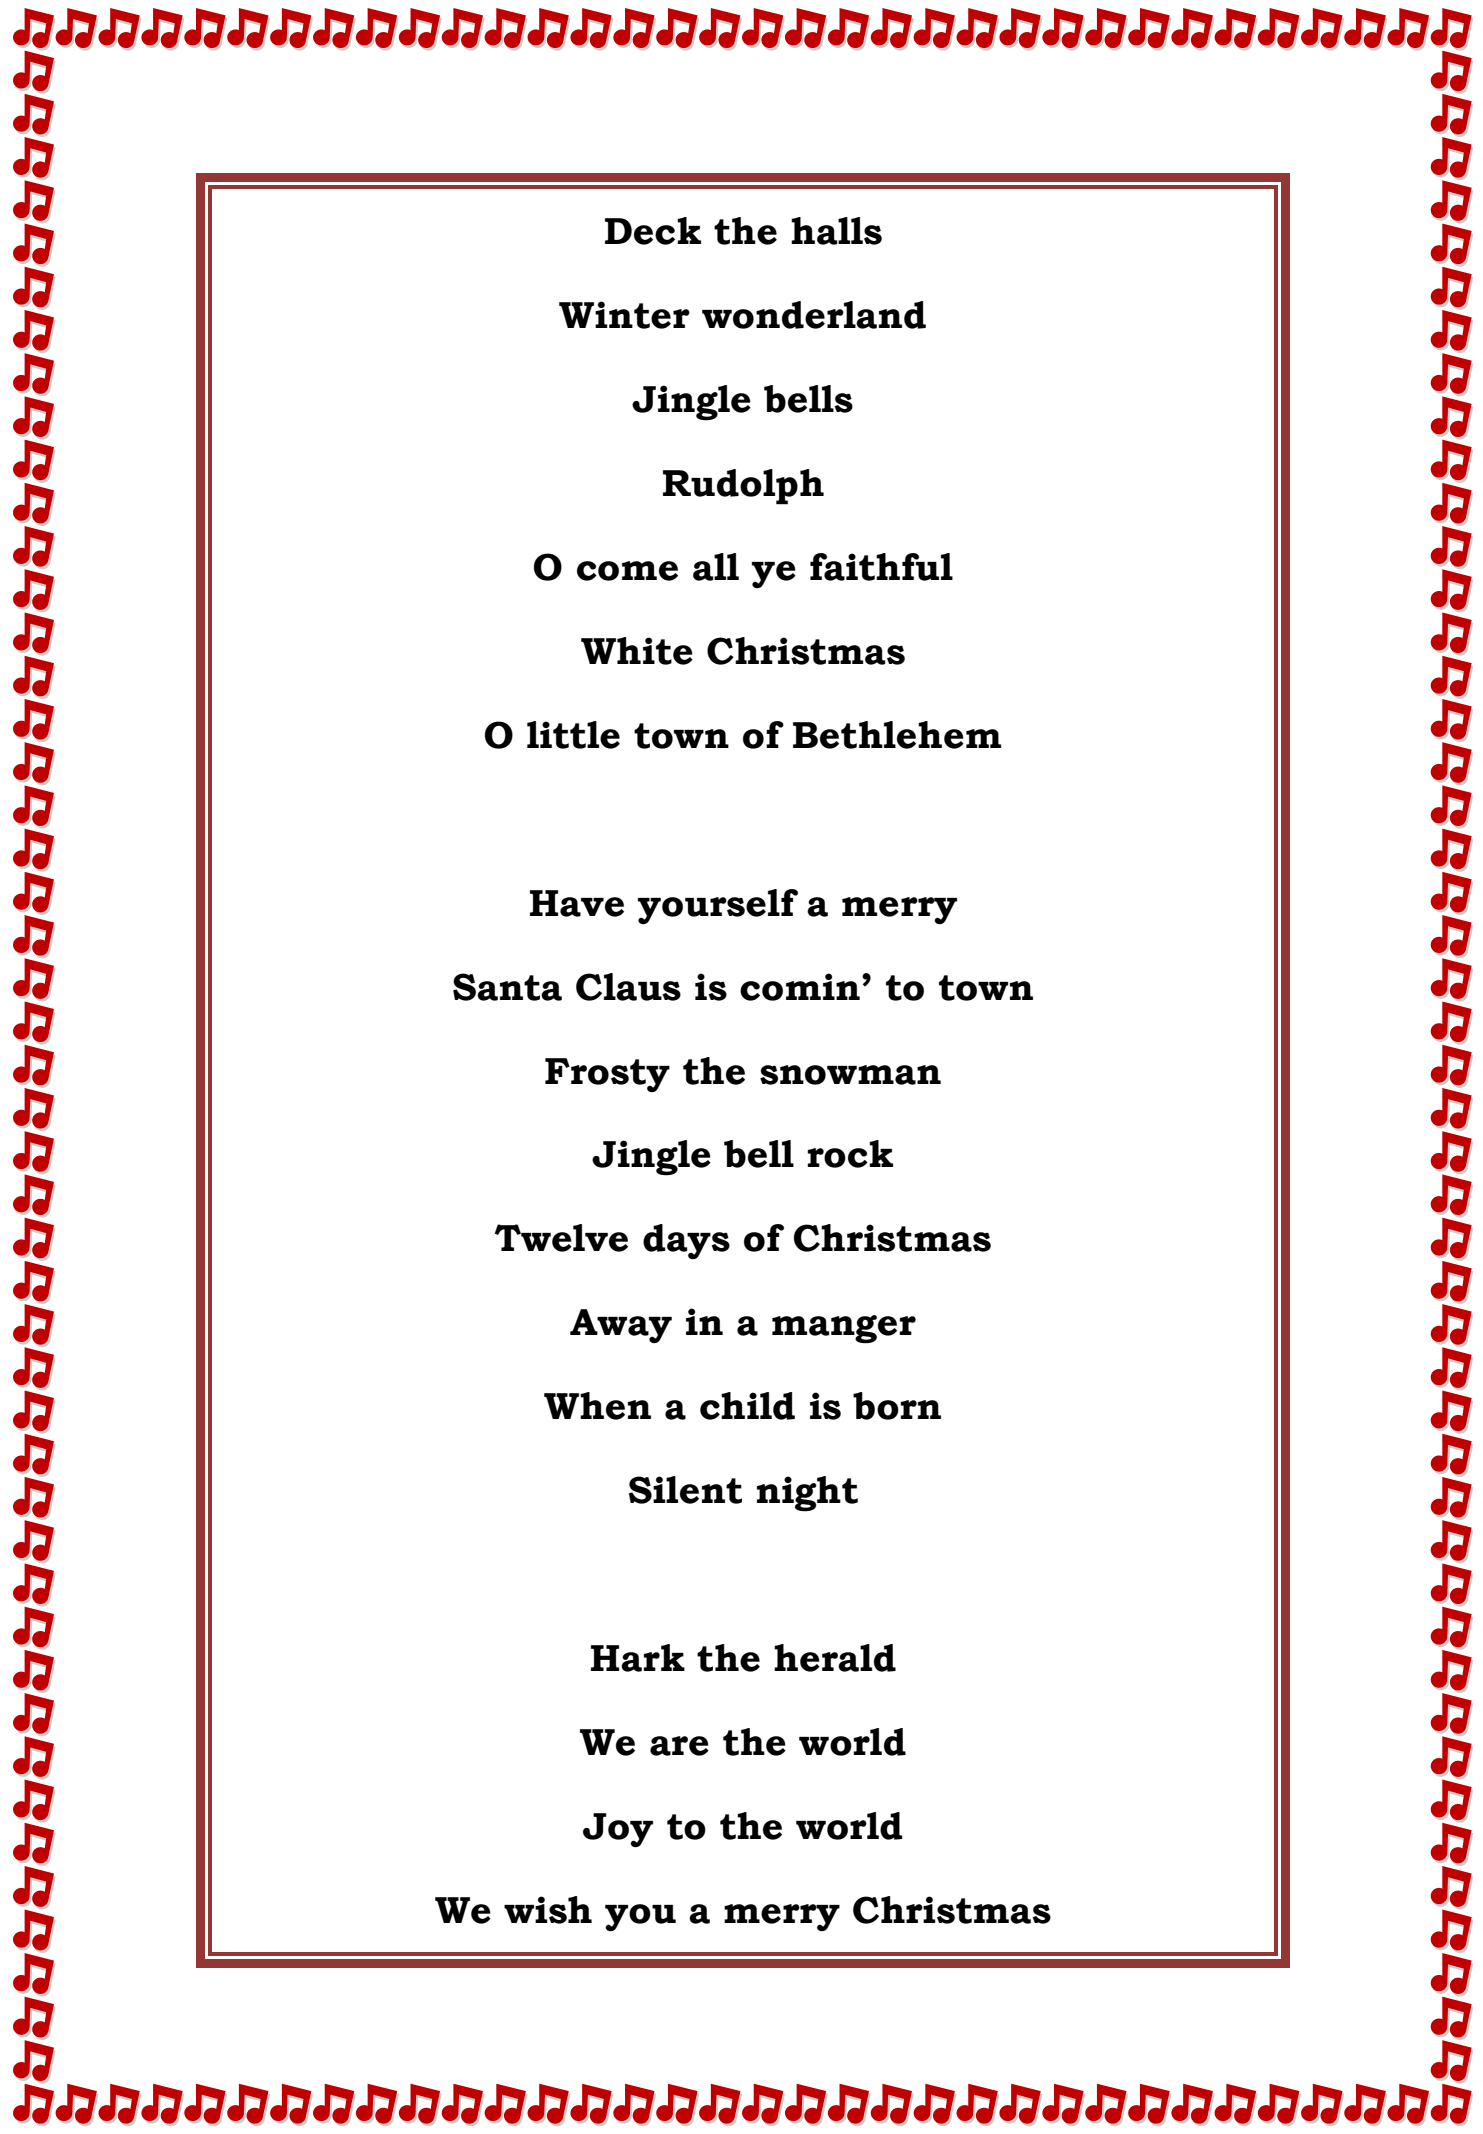 Deck the halls
Winter wonderland
Jingle bells
Rudolph
O come all ye faithful
White Christmas
O little town of Bethlehem
Have yourself a merry
Santa Claus is comin’ to town
Frosty the snowman
Jingle bell rock
Twelve days of Christmas
Away in a manger
When a child is born
Silent night
Hark the herald
We are the world
Joy to the world
We wish you a merry Christmas